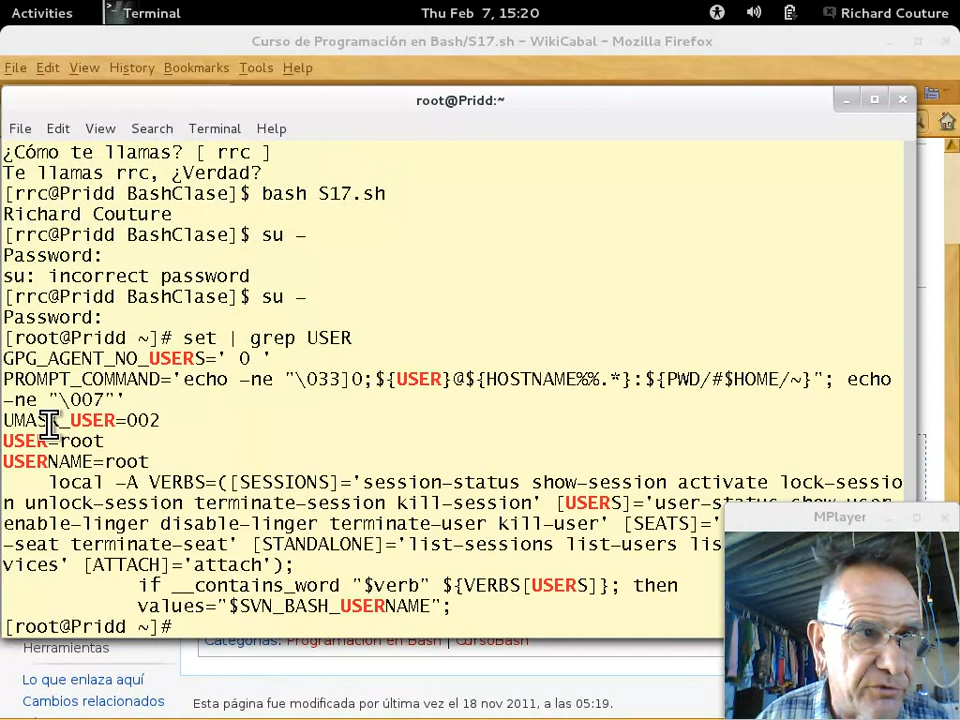 Activities
Terminal
Thu Feb 7, 15:20
Richard Couture
Curso de Programación en Bash/S17.sh - WikiCabal - Mozilla Firefox
File Edit View History Bookmarks Tools Help
root@Pridd:~
File Edit View Search Terminal Help
¿Cómo te llamas? [ rrc ]
Te llamas rrc, ¿Verdad?
[rrc@Pridd BashClase]$ bash S17.sh
Richard Couture
[rrc@Pridd BashClase]$ su -
Password:
su: incorrect password
[rrc@Pridd BashClase]$ su -
Password:
[root@Pridd ~]# set | grep USER
GPG_AGENT_NO_USERS=' 0 '
PROMPT_COMMAND='echo -ne "\033]0;${USER}@${HOSTNAME%%.*}:${PWD/#$HOME/~}"; echo
-ne "\007"'
UMASK_USER=002
USER=root
USERNAME=root
local -A VERBS=([SESSIONS]='session-status show-session activate lock-sessio
n unlock-session terminate-session kill-session' [USERS]='user-status show-user
enable-linger disable-linger terminate-user kill-user' [SEATS]='
-seat terminate-seat' [STANDALONE]='list-sessions list-users lis
vices' [ATTACH]='attach');
if __contains_word "$verb" ${VERBS[USERS]}; then
values="$SVN_BASH_USERNAME";
[root@Pridd ~]#
MPlayer
Categorías: Programación en Bash | CursoBash
Herramientas
Lo que enlaza aquí
Cambios relacionados
Esta página fue modificada por última vez el 18 nov 2011, a las 05:19.